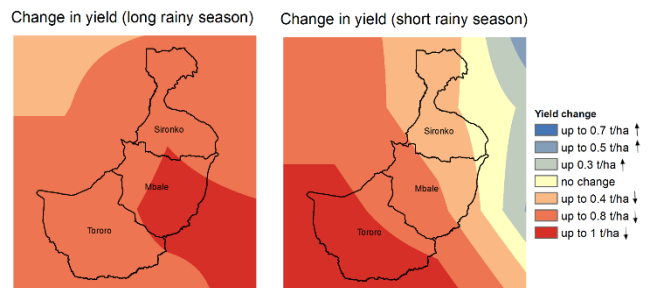 Change in yield (long rainy season)
Change in yield (short rainy season)
Sironko
Mbale
Tororo
Sironko
Mbale
Tororo
Yield change
up to 0.7 t/ha ↑
up to 0.5 t/ha ↑
up 0.3 t/ha ↑
no change
up to 0.4 t/ha ↓
up to 0.8 t/ha ↓
up to 1 t/ha ↓